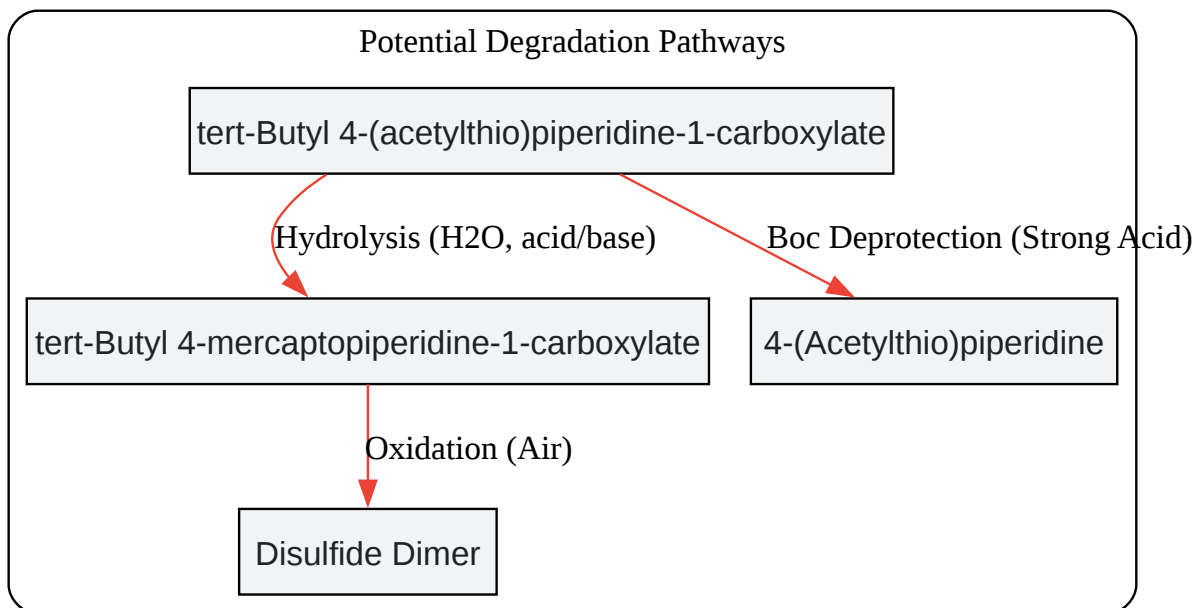 Potential Degradation Pathways
tert-Butyl 4-(acetylthio)piperidine-1-carboxylate
Hydrolysis (H2O, acid/base)
Boc Deprotection (Strong Acid)
tert-Butyl 4-mercaptopiperidine-1-carboxylate
4-(Acetylthio)piperidine
Oxidation (Air)
Disulfide Dimer